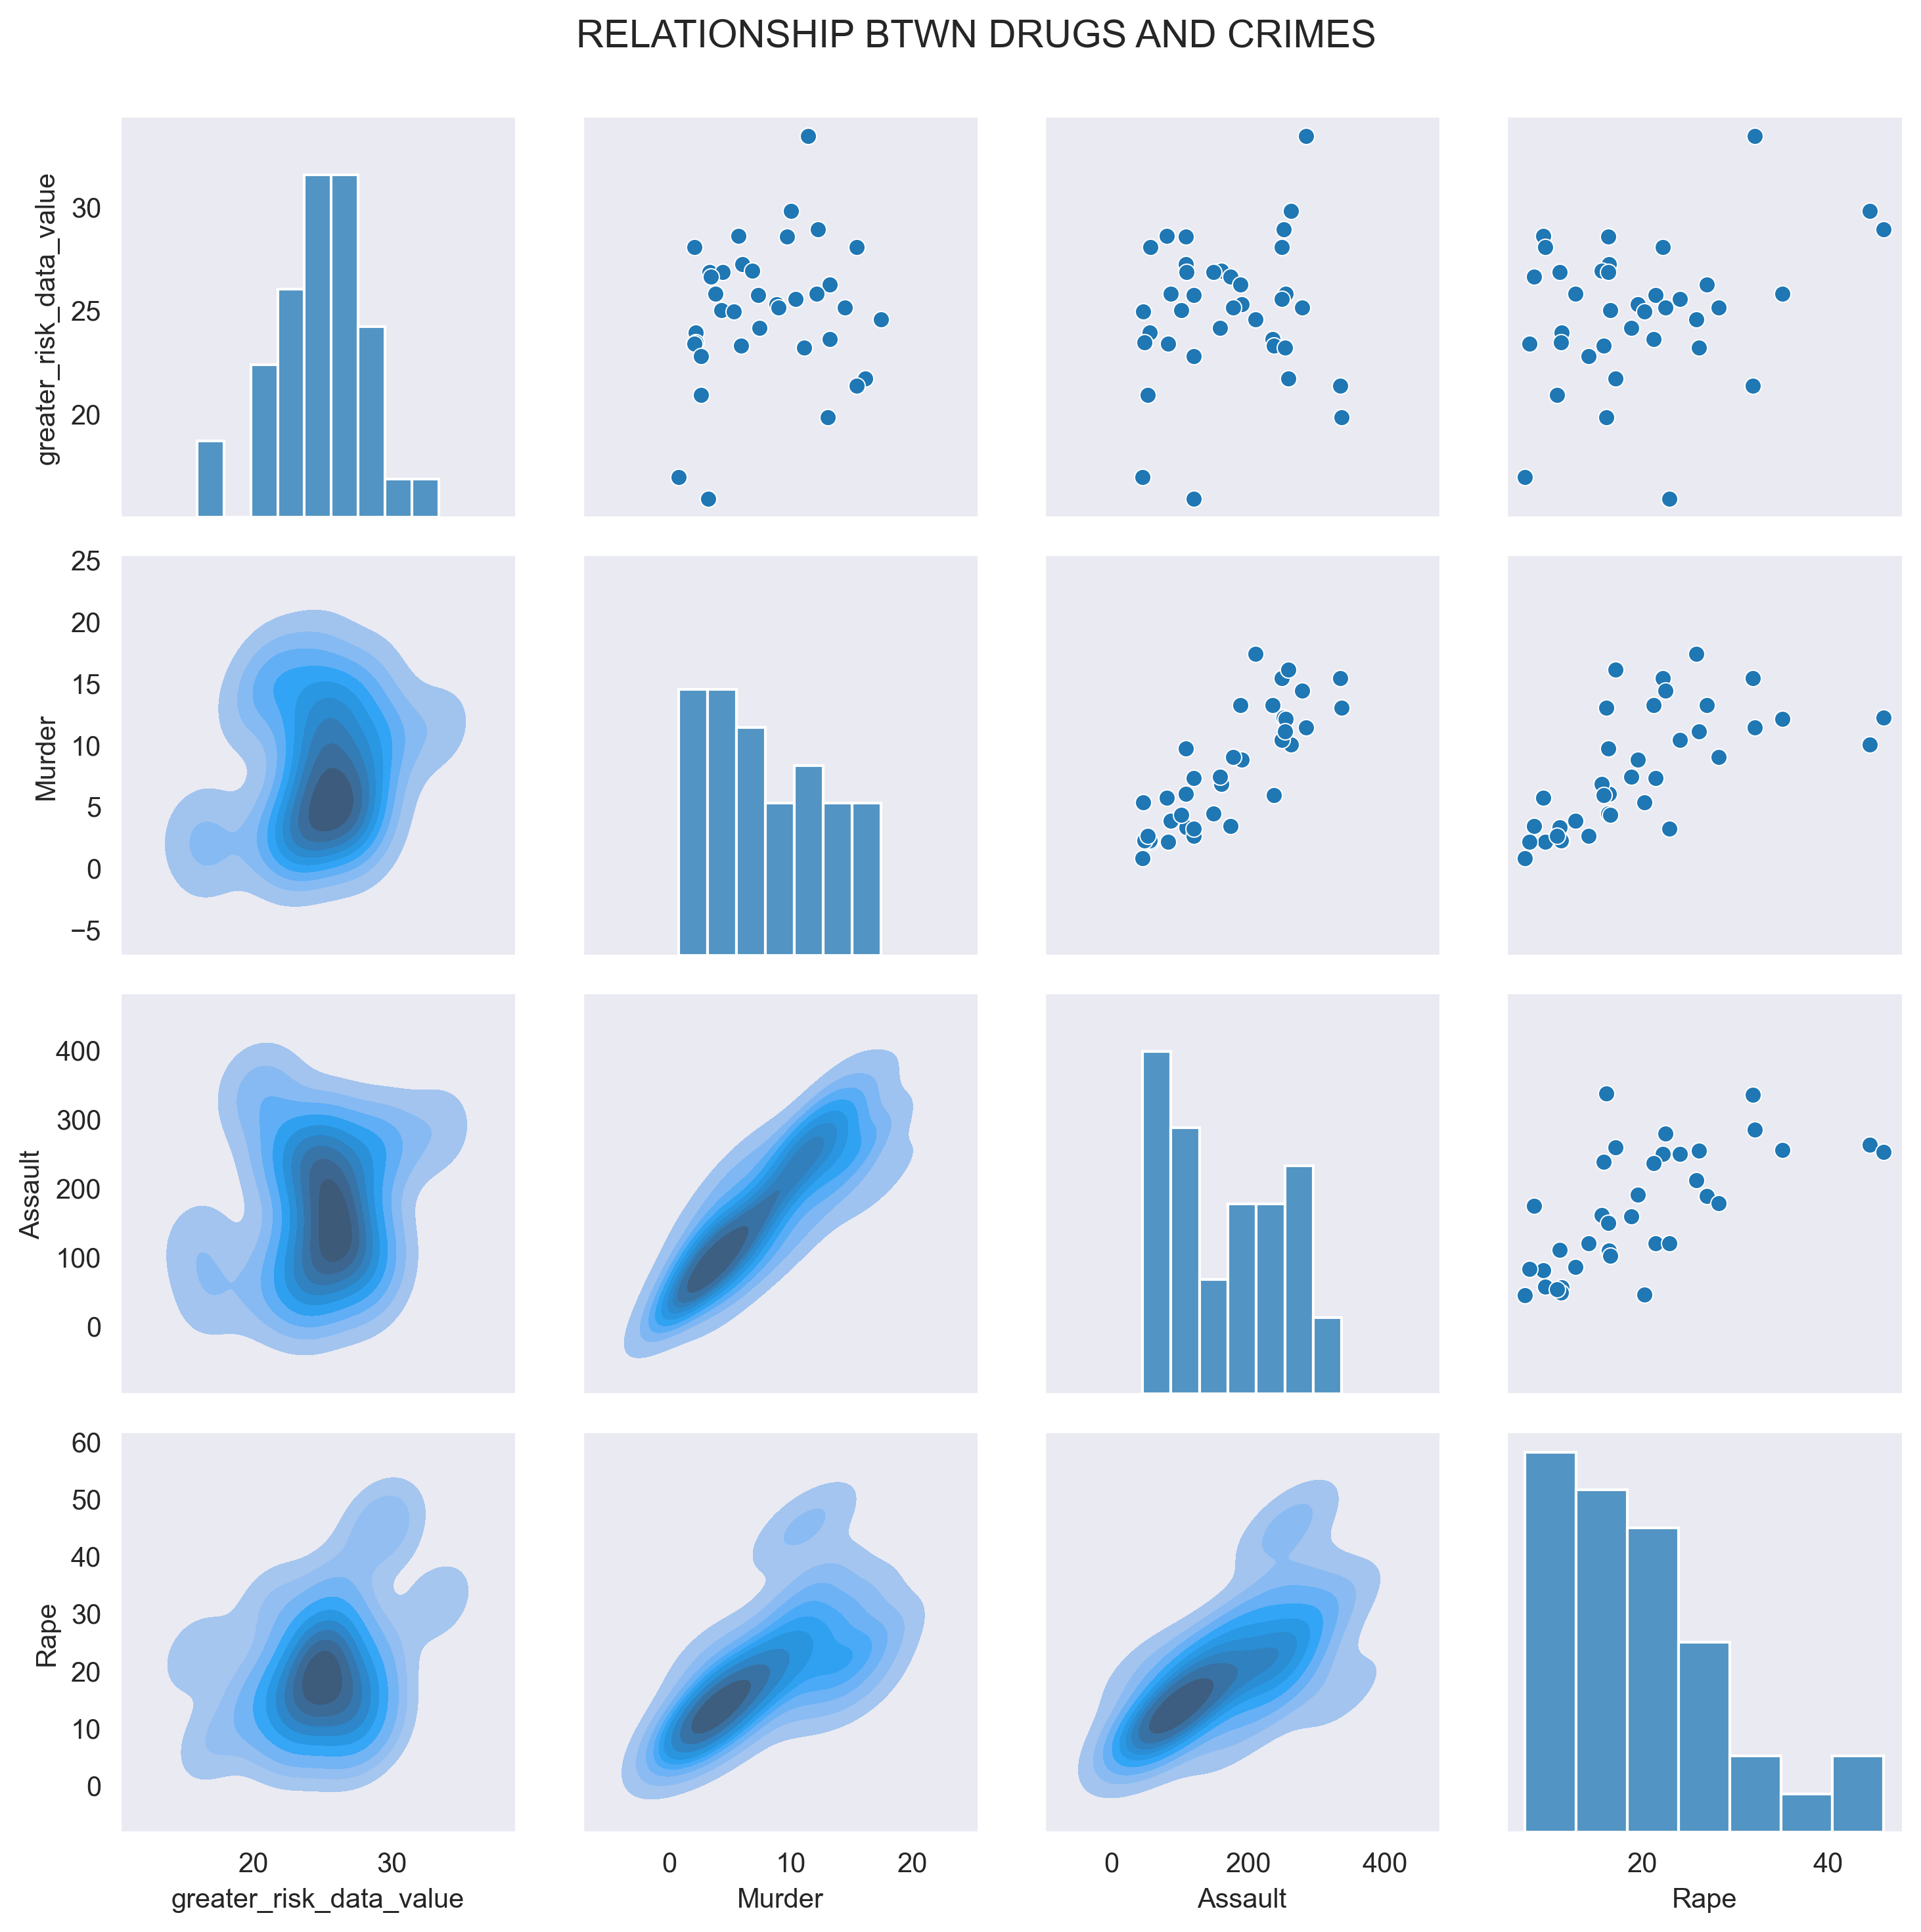 RELATIONSHIP BTWN DRUGS AND CRIMES
greater_risk_data_value
30
25
20
Murder
25
20
15
10
5
0
−5
Assault
400
300
200
100
0
Rape
60
50
40
30
20
10
0
20 30
greater_risk_data_value
0 10 20
Murder
0 200 400
Assault
20 40
Rape